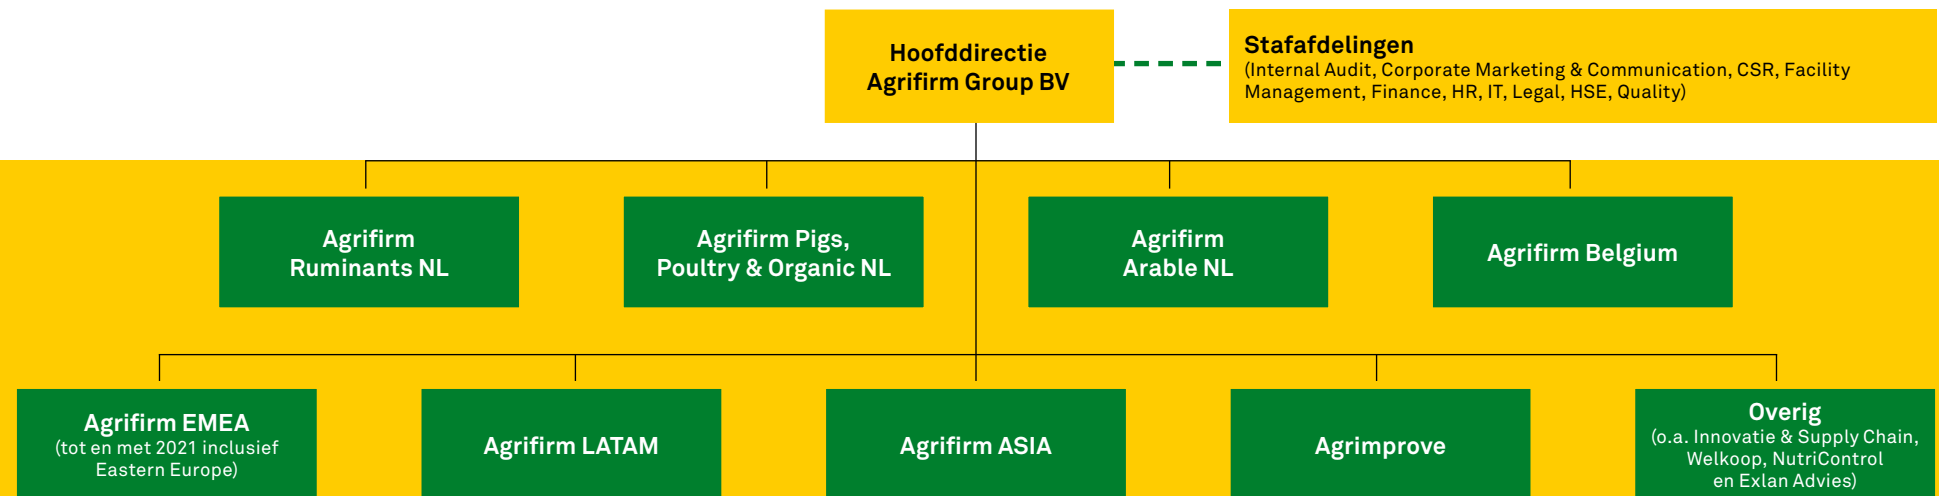 Hoofddirectie
Agrifirm Group BV
Stafafdelingen
(Internal Audit, Corporate Marketing & Communication, CSR, Facility
Management, Finance, HR, IT, Legal, HSE, Quality)
Agrifirm
Ruminants NL
Agrifirm Pigs,
Poultry & Organic NL
Agrifirm
Arable NL
Agrifirm Belgium
Agrifirm EMEA
(tot en met 2021 inclusief
Eastern Europe)
Agrifirm LATAM
Agrifirm ASIA
Agrimprove
Overig
(o.a. Innovatie & Supply Chain,
Welkoop, NutriControl
en Exlan Advies)